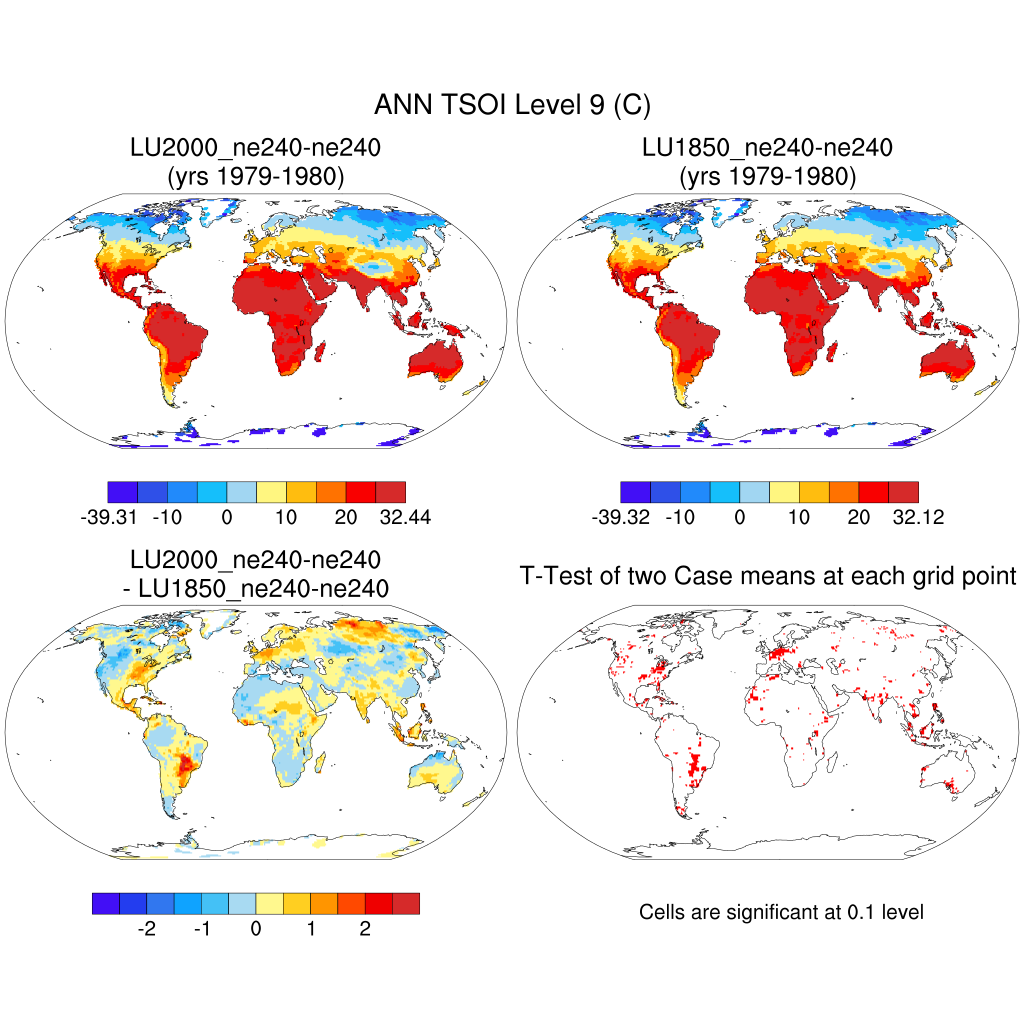 ANN TSOI Level 9 (C)
LU2000_ne240-ne240
(yrs 1979-1980)
LU1850_ne240-ne240
(yrs 1979-1980)
-39.31 -10 0 10 20 32.44
-39.32 -10 0 10 20 32.12
LU2000_ne240-ne240
- LU1850_ne240-ne240
T-Test of two Case means at each grid point
-2 -1 0 1 2
Cells are significant at 0.1 level